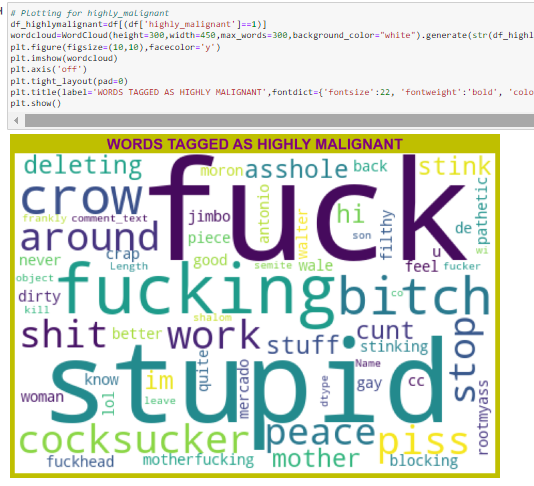 # Plotting for highly_malignant
df_highlymalignant=df[(df['highly_malignant']==1)]
wordcloud=WordCloud(height=300,width=450,max_words=300,background_color="white").generate(str(df_highl
plt.figure(figsize=(10,10),facecolor='y')
plt.imshow(wordcloud)
plt.axis('off')
plt.tight_layout(pad=0)
plt.title(label='WORDS TAGGED AS HIGHLY MALIGNANT',fontdict={'fontsize':22, 'fontweight':'bold', 'colo
plt.show()
WORDS TAGGED AS HIGHLY MALIGNANT
deleting
moron
asshole
back
stink
crow
fuck
frankly
comment_text
jimbo
antonio
walter
hi
son
filthy
pathetic
around
piece
de
wi
never
crap
Length
good
semite
wale
u
feel
fucker
object
dirty
kill
fucking
co
bitch
shalom
shit
better
work
stuff
cunt
stinking
stop
stupid
know
im
quite
mercado
Name
dtype
gay
cc
woman
lol
leave
rootmyass
cocksucker
peace
piss
fuckhead
motherfucking
mother
blocking